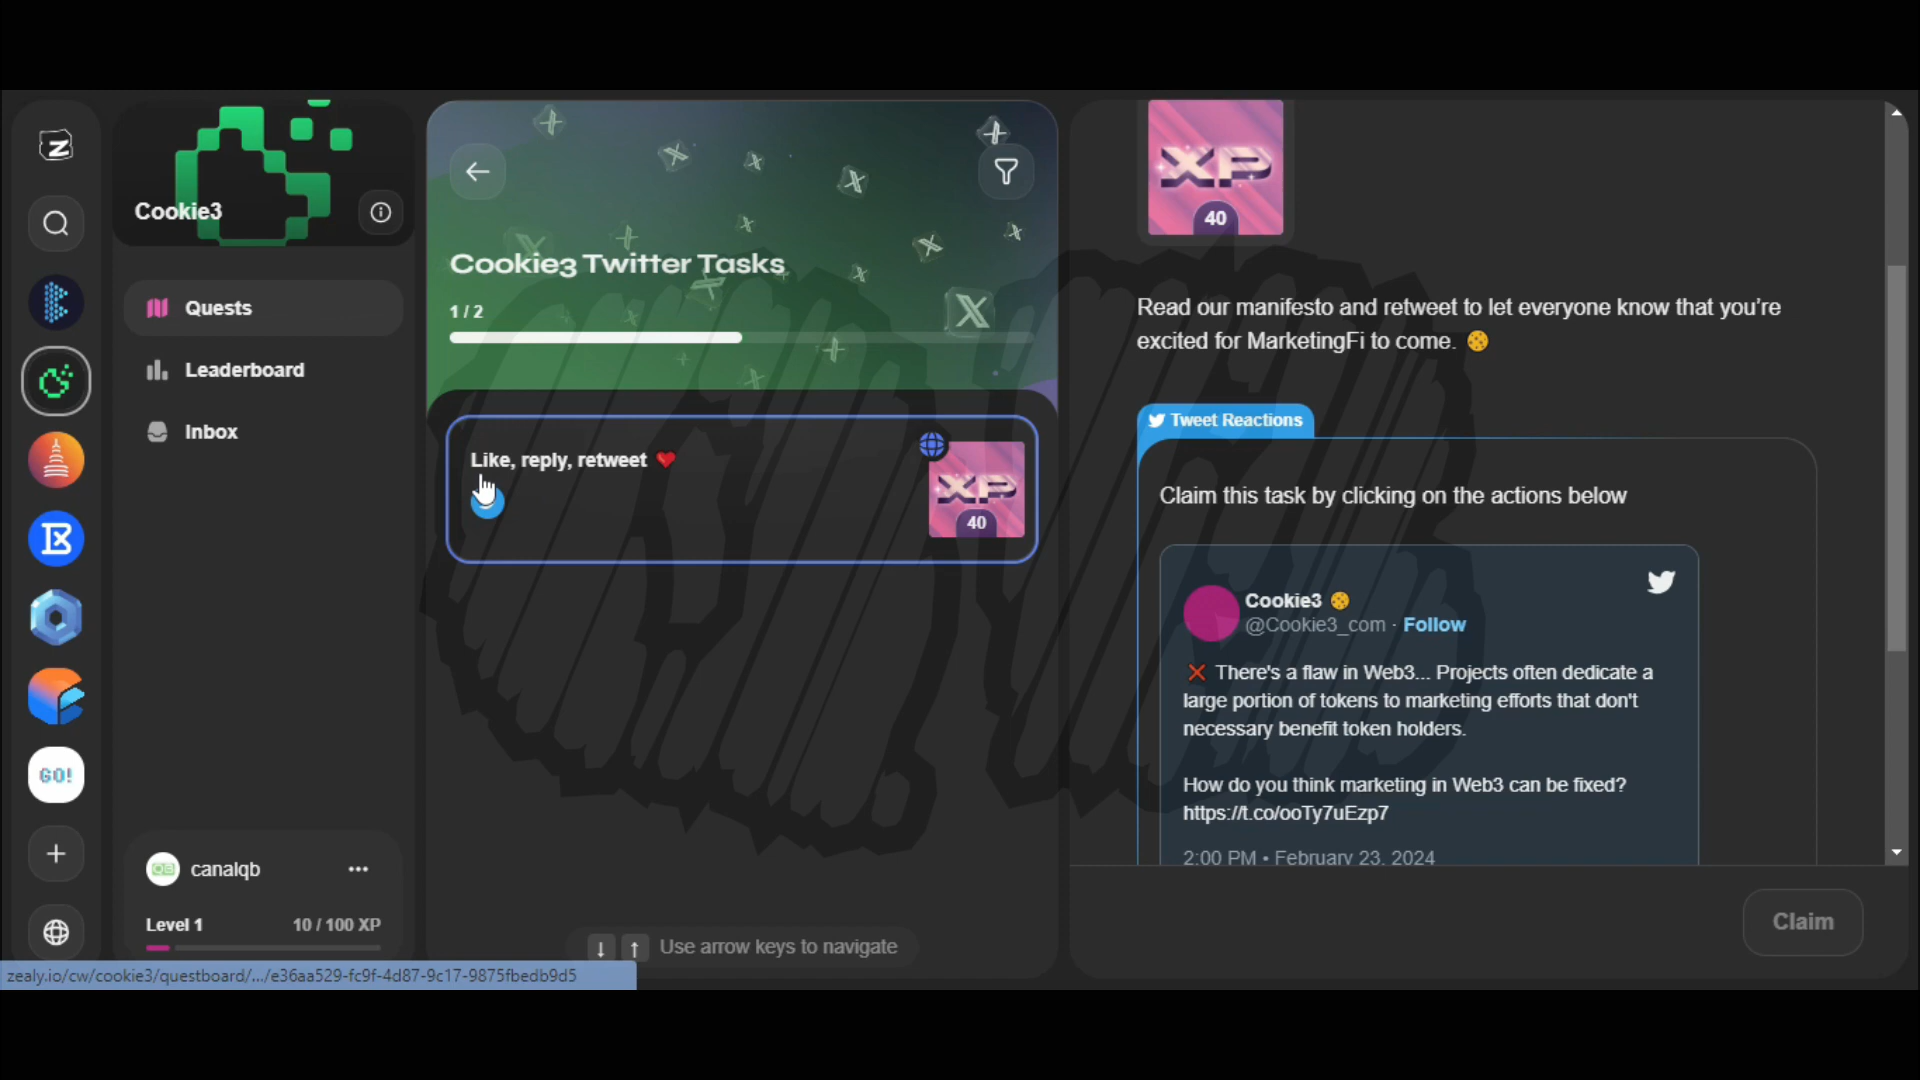 Cookie3
Quests
Leaderboard
Inbox
GO!
canalqb
Level 1
10 / 100 XP
Cookie3 Twitter Tasks
1 / 2
Like, reply, retweet ❤️
XP
40
Use arrow keys to navigate
XP
40
Read our manifesto and retweet to let everyone know that you're
excited for MarketingFi to come. 🍪
Tweet Reactions
Claim this task by clicking on the actions below
Cookie3 🍪
@Cookie3_com · Follow
❌ There's a flaw in Web3... Projects often dedicate a
large portion of tokens to marketing efforts that don't
necessary benefit token holders.
How do you think marketing in Web3 can be fixed?
https://t.co/ooTy7uEzp7
2:00 PM • February 23, 2024
Claim
zealy.io/cw/cookie3/questboard/.../e36aa529-fc9f-4d87-9c17-9875fbedb9d5